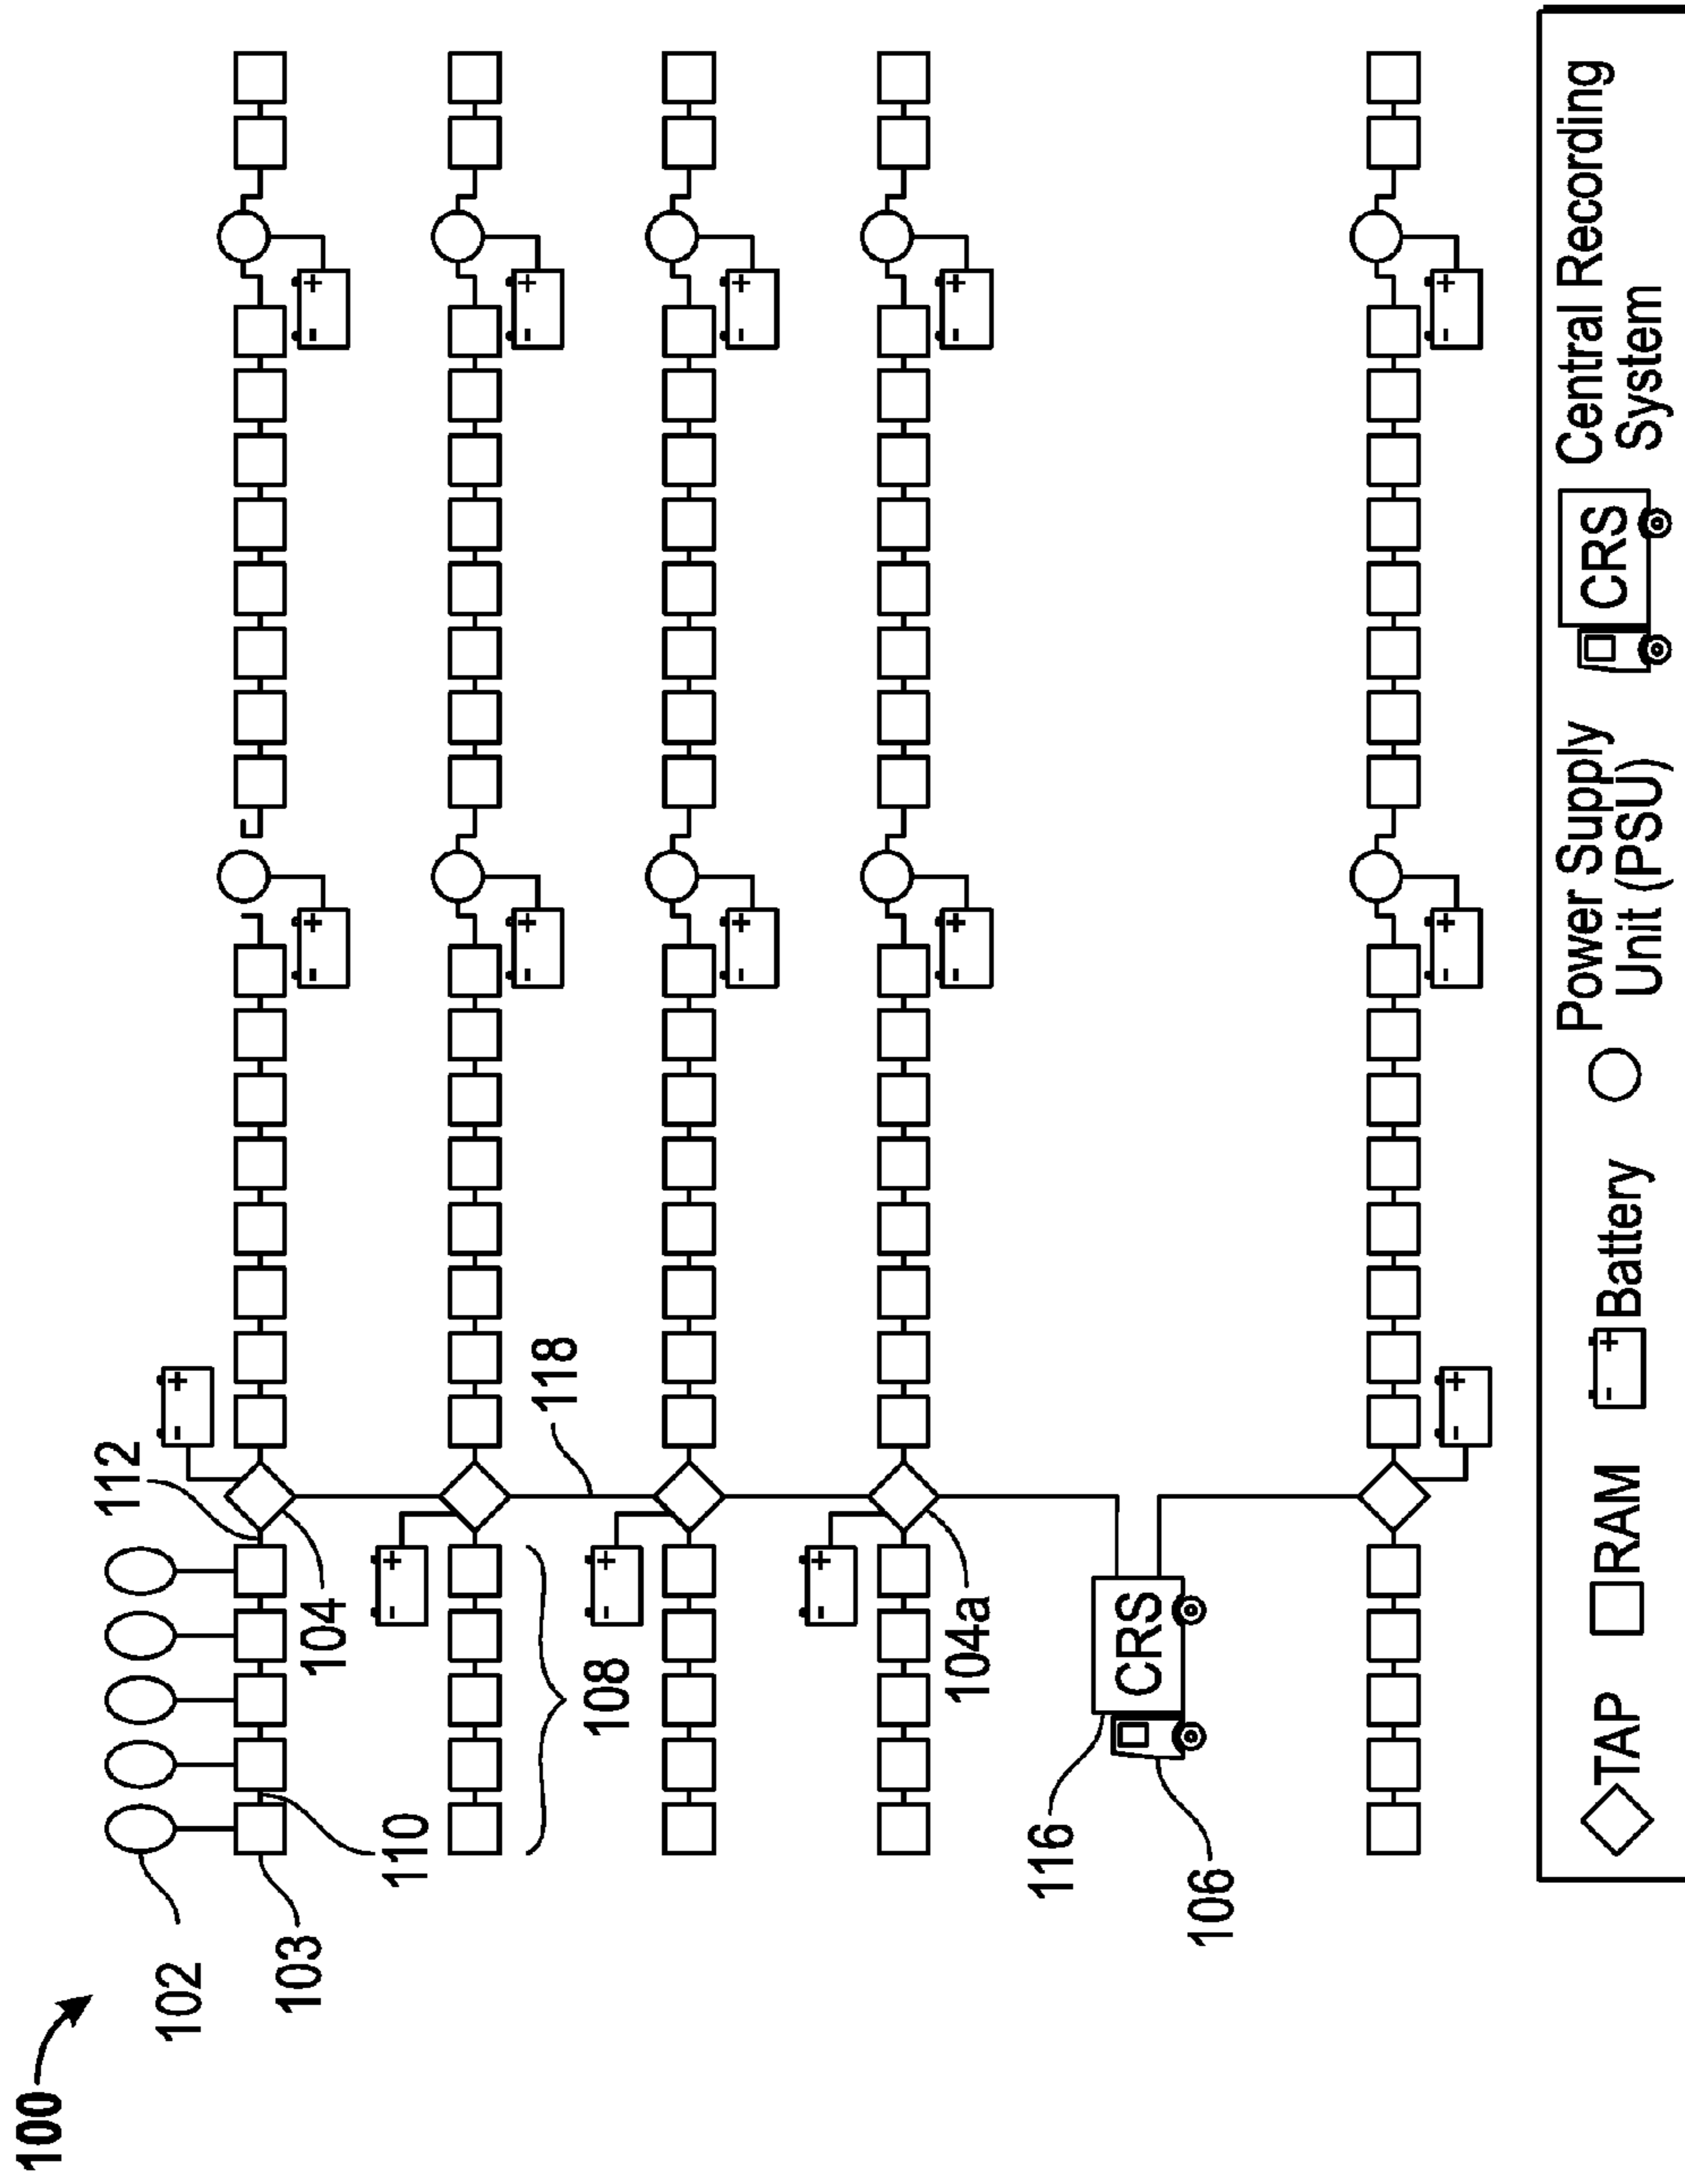 100
102
103
110
112
104
108
118
104a
116
106
CRS
TAP
RAM
Battery
Power Supply
Unit (PSU)
CRS
Central Recording
System